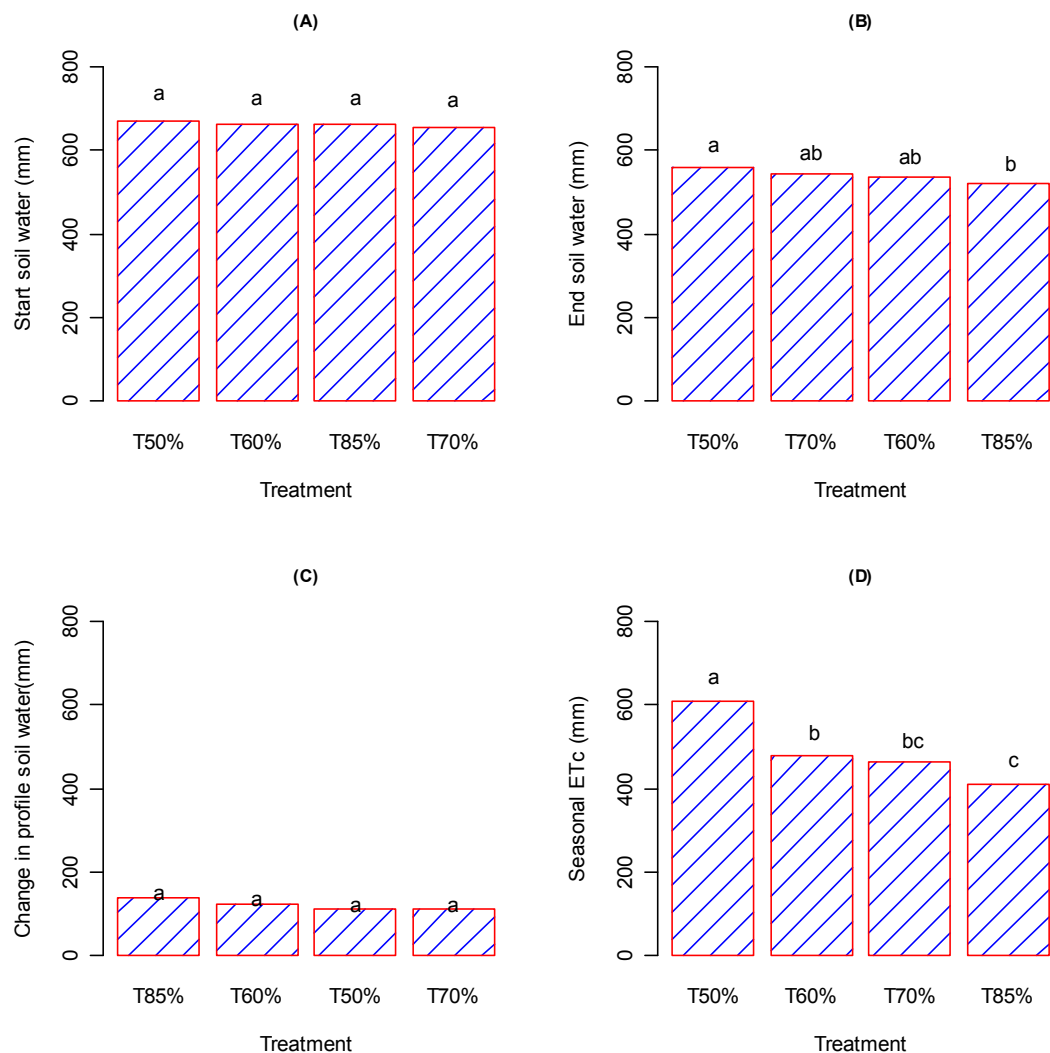 (A)
Start soil water (mm)
800
600
400
200
0
a a a a
T50% T60% T85% T70%
Treatment
(B)
End soil water (mm)
800
600
400
200
0
a ab ab b
T50% T70% T60% T85%
Treatment
(C)
Change in profile soil water(mm)
800
600
400
200
0
a a a a
T85% T60% T50% T70%
Treatment
(D)
Seasonal ETc (mm)
800
600
400
200
0
a b bc c
T50% T60% T70% T85%
Treatment